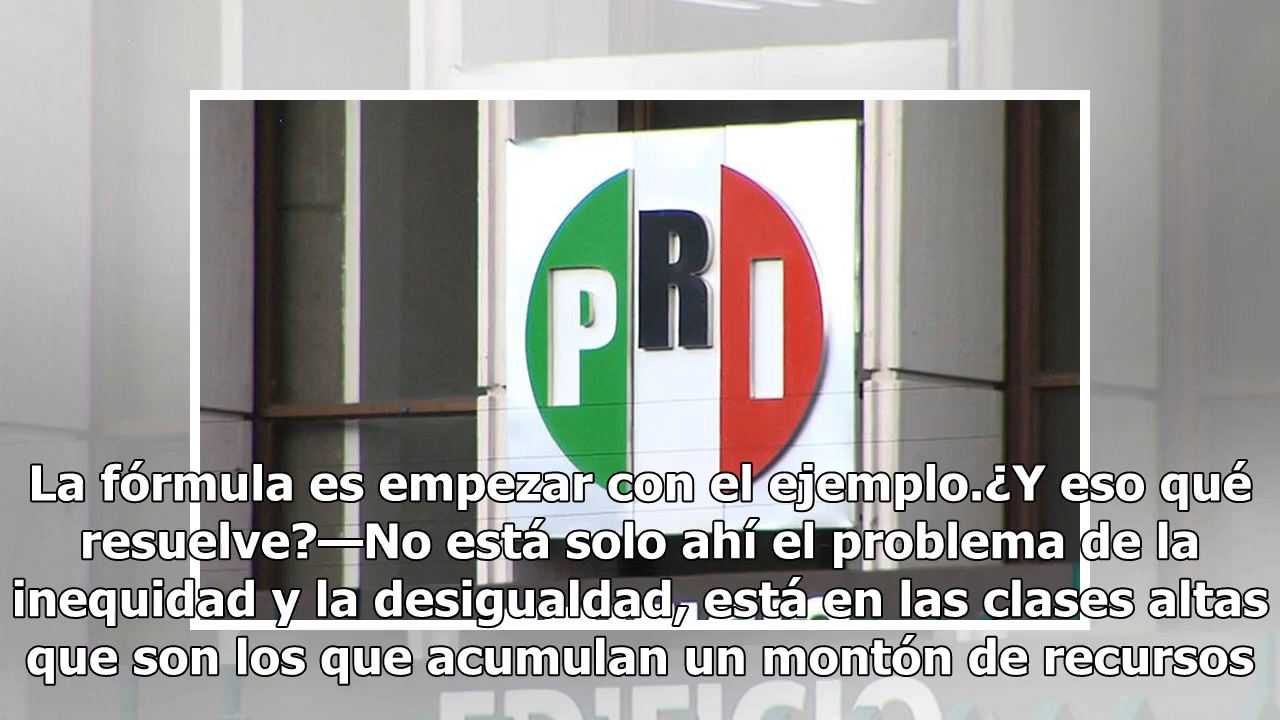 PRI
La fórmula es empezar con el ejemplo.¿Y eso qué
resuelve?—No está solo ahí el problema de la
inequidad y la desigualdad, está en las clases altas
que son los que acumulan un montón de recursos
EDIFICIO